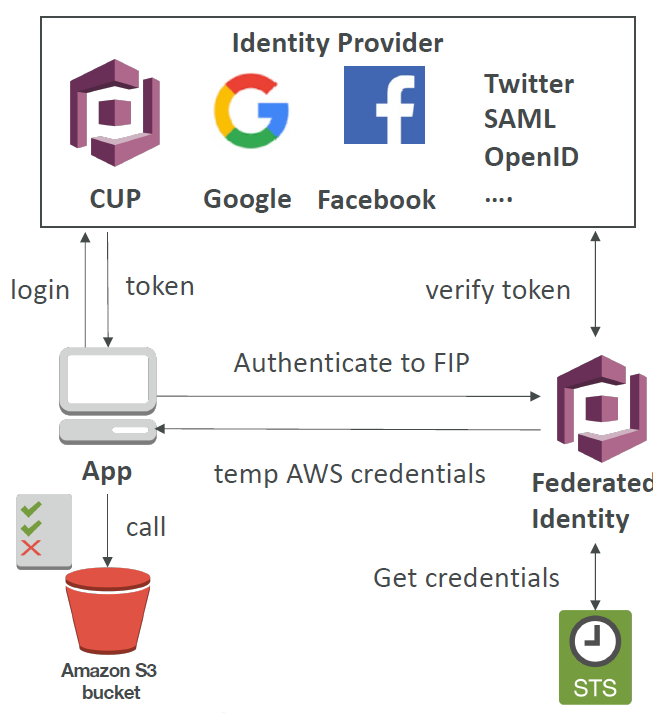 Identity Provider
Twitter
SAML
OpenID
....
CUP
Google
Facebook
login
token
verify token
Authenticate to FIP
App
temp AWS credentials
Federated
Identity
call
Get credentials
Amazon S3
bucket
STS